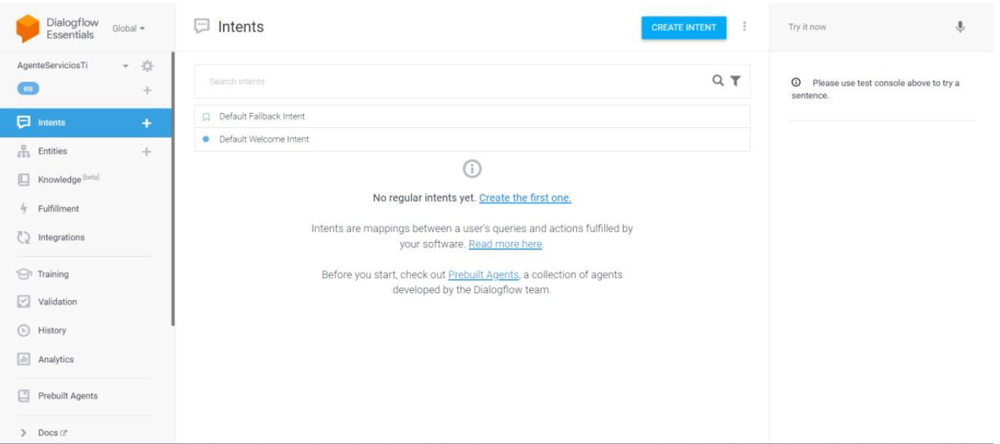 Dialogflow
Essentials
Global
AgenteServiciosTi
es
Intents
Entities
Knowledge [beta]
Fulfillment
Integrations
Training
Validation
History
Analytics
Prebuilt Agents
Docs
Intents
CREATE INTENT
Search intents
Default Fallback Intent
Default Welcome Intent
No regular intents yet. Create the first one.
Intents are mappings between a user's queries and actions fulfilled by
your software. Read more here.
Before you start, check out Prebuilt Agents, a collection of agents
developed by the Dialogflow team.
Try it now
Please use test console above to try a
sentence.